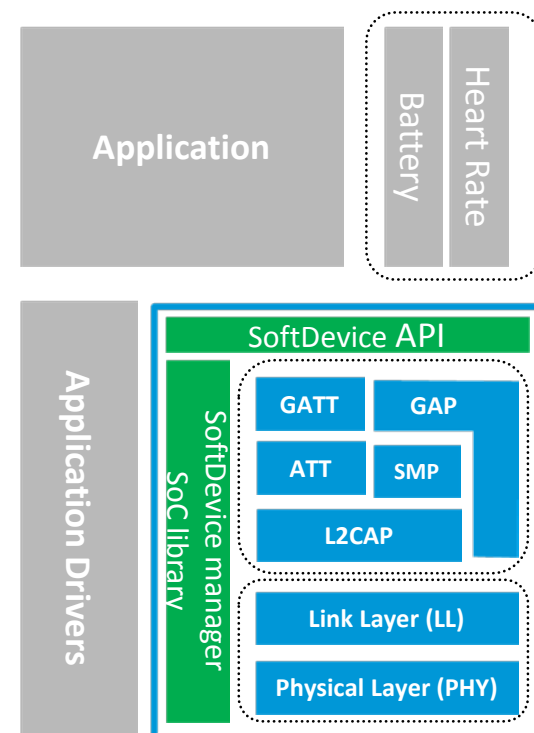 Application
Battery
Heart Rate
Application Drivers
SoftDevice API
SoftDevice manager
SoC library
GATT
GAP
ATT
SMP
L2CAP
Link Layer (LL)
Physical Layer (PHY)